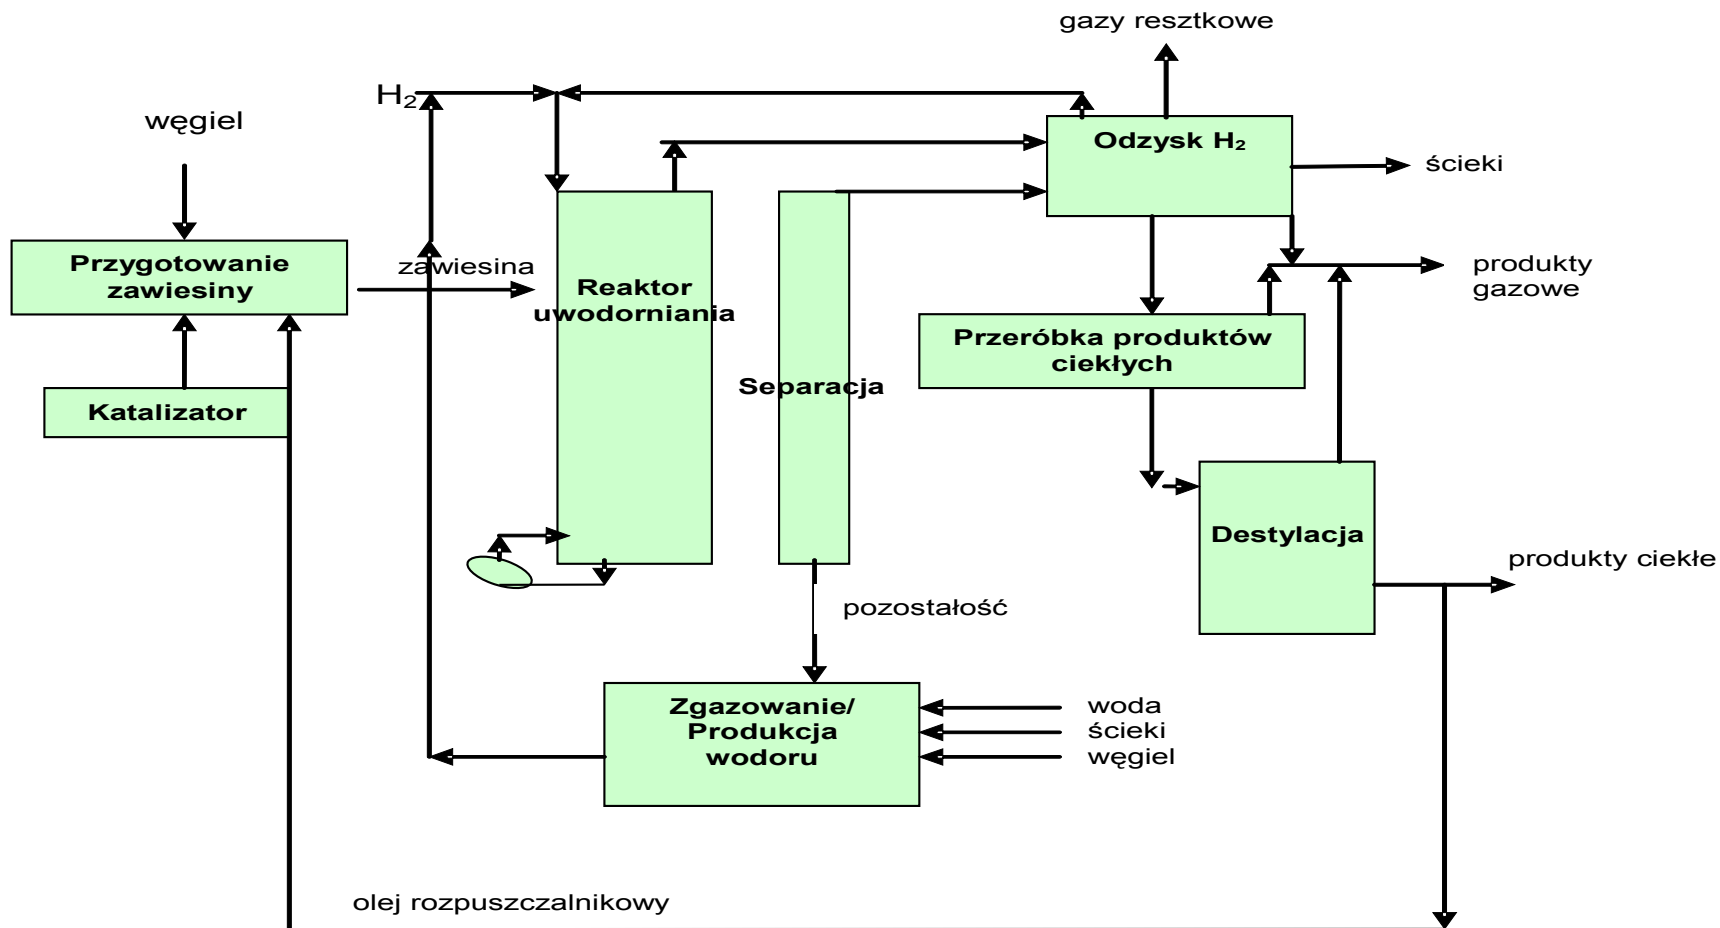 gazy resztkowe
H₂
węgiel
Odzysk H₂
ścieki
Przygotowanie
zawiesiny
zawiesina
Reaktor
uwodorniania
produkty
gazowe
Przeróbka produktów
ciekłych
Separacja
Katalizator
Destylacja
produkty ciekłe
pozostałość
Zgazowanie/
Produkcja
wodoru
woda
ścieki
węgiel
olej rozpuszczalnikowy